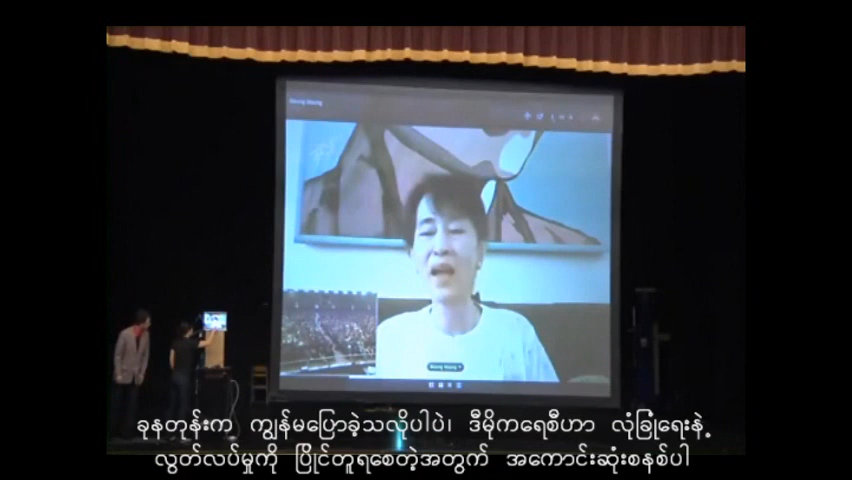 ခုနတုန်းက ကျွန်မပြောခဲ့သလိုပါပဲ၊ ဒီမိုကရေစီဟာ လုံခြုံရေးနဲ့
လွတ်လပ်မှုကို ပြိုင်တူရစေတဲ့အတွက် အကောင်းဆုံးစနစ်ပါ